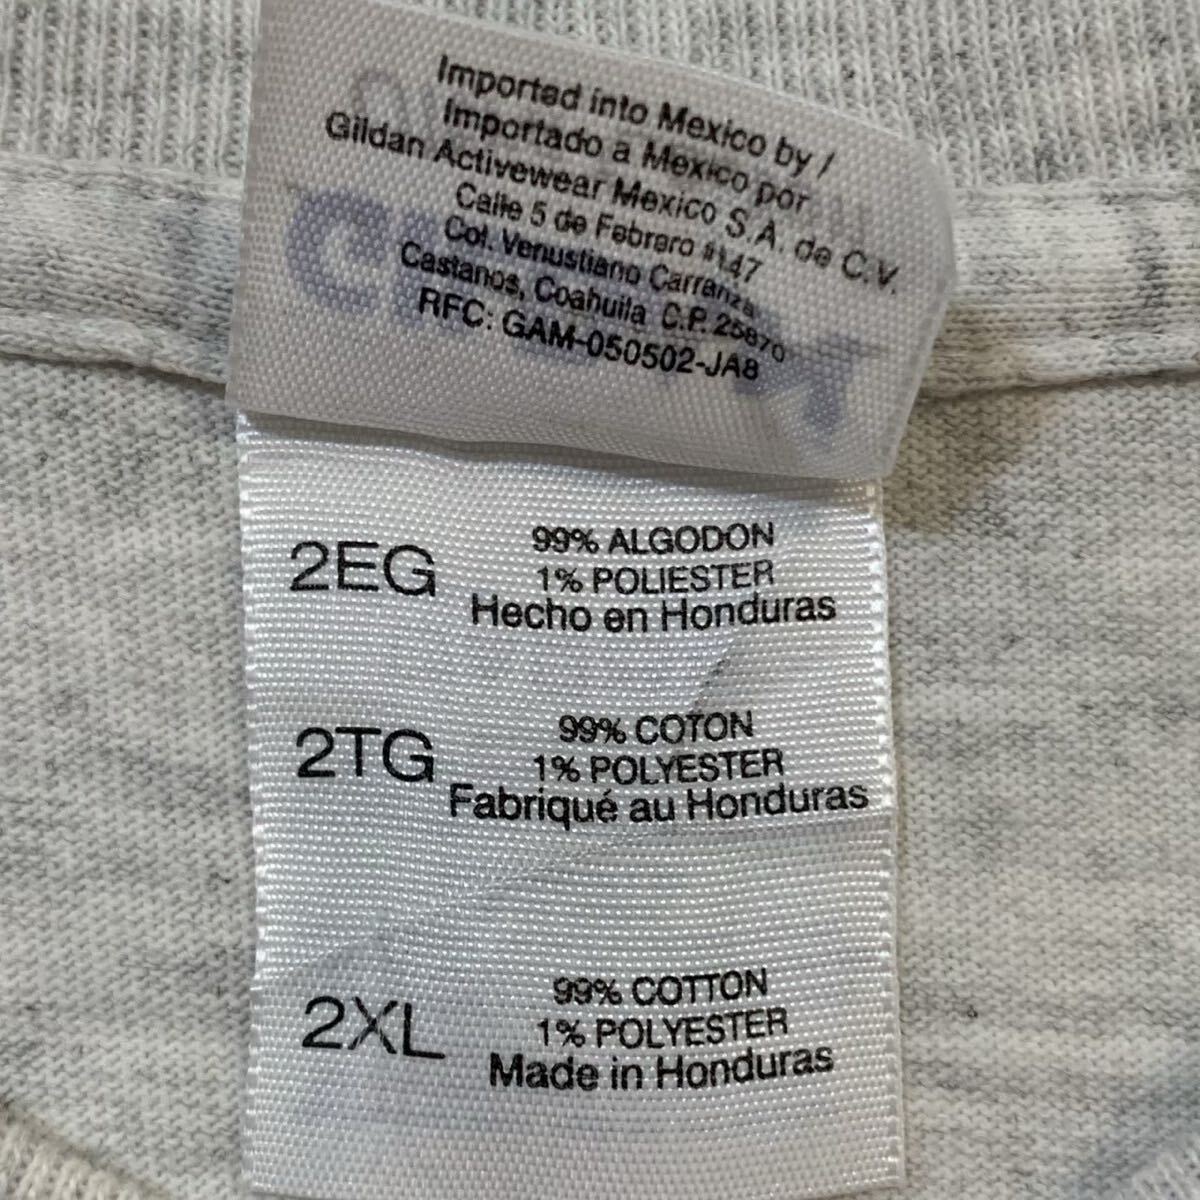 Imported into Mexico by /
Importado a Mexico por
Gildan Activewear Mexico S.A. de C.V.
Calle 5 de Febrero #147
Col. Venustiano Carranza
Castanos, Coahuila C.P. 25870
RFC: GAM-050502-JA8
2EG
99% ALGODON
1% POLIESTER
Hecho en Honduras
2TG
99% COTON
1% POLYESTER
Fabriqué au Honduras
2XL
99% COTTON
1% POLYESTER
Made in Honduras